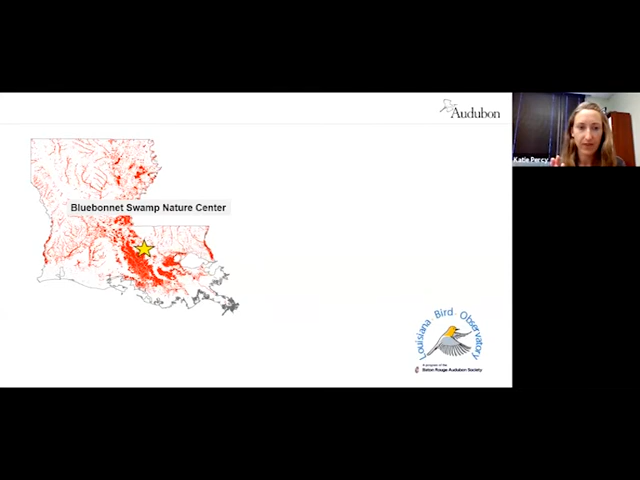 Audubon
Katie Percy
Bluebonnet Swamp Nature Center
Louisiana Bird Observatory
A program of the
Baton Rouge Audubon Society